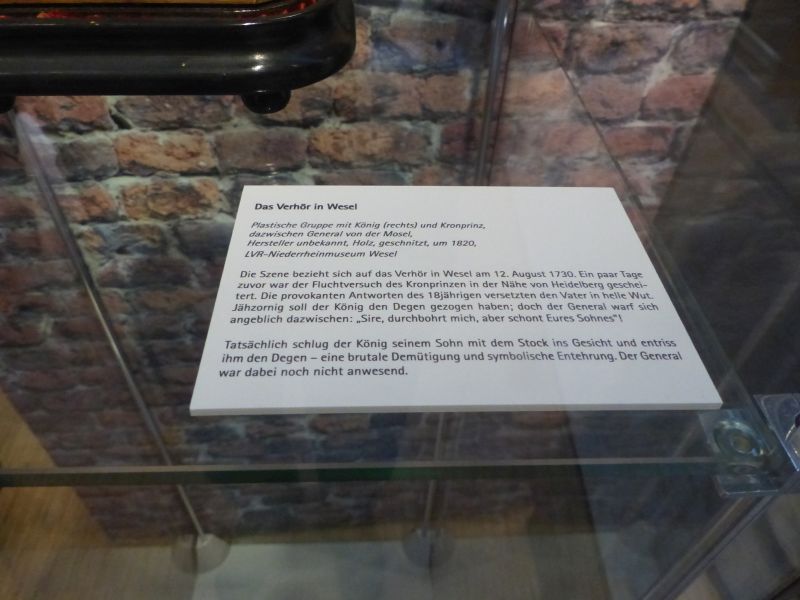 Das Verhör in Wesel
Plastische Gruppe mit König (rechts) und Kronprinz,
dazwischen General von der Mosel,
Hersteller unbekannt, Holz, geschnitzt, um 1820,
LVR-Niederrheinmuseum Wesel
Die Szene bezieht sich auf das Verhör in Wesel am 12. August 1730. Ein paar Tage
zuvor war der Fluchtversuch des Kronprinzen in der Nähe von Heidelberg geschei-
tert. Die provokanten Antworten des 18jährigen versetzten den Vater in helle Wut.
Jähzornig soll der König den Degen gezogen haben; doch der General warf sich
angeblich dazwischen: „Sire, durchbohrt mich, aber schont Eures Sohnes"!
Tatsächlich schlug der König seinem Sohn mit dem Stock ins Gesicht und entriss
ihm den Degen – eine brutale Demütigung und symbolische Entehrung. Der General
war dabei noch nicht anwesend.